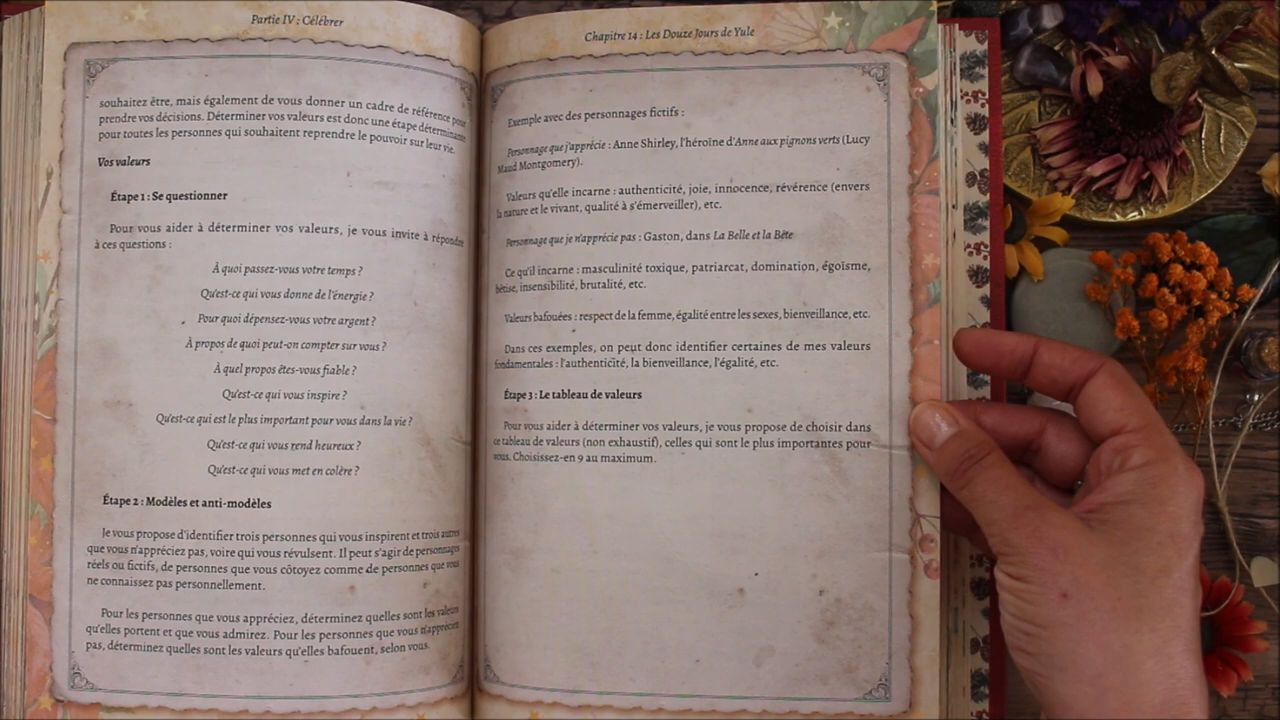 Partie IV : Célébrer
souhaitez être, mais également de vous donner un cadre de référence pour
prendre vos décisions. Déterminer vos valeurs est donc une étape déterminante
pour toutes les personnes qui souhaitent reprendre le pouvoir sur leur vie.
Vos valeurs
Étape 1 : Se questionner
Pour vous aider à déterminer vos valeurs, je vous invite à répondre
à ces questions :
À quoi passez-vous votre temps ?
Qu'est-ce qui vous donne de l'énergie ?
Pour quoi dépensez-vous votre argent ?
À propos de quoi peut-on compter sur vous ?
À quel propos êtes-vous fiable ?
Qu'est-ce qui vous inspire ?
Qu'est-ce qui est le plus important pour vous dans la vie ?
Qu'est-ce qui vous rend heureux ?
Qu'est-ce qui vous met en colère ?
Étape 2 : Modèles et anti-modèles
Je vous propose d'identifier trois personnes qui vous inspirent et trois autres
que vous n'appréciez pas, voire qui vous révulsent. Il peut s'agir de personnages
réels ou fictifs, de personnes que vous côtoyez comme de personnes que vous
ne connaissez pas personnellement.
Pour les personnes que vous appréciez, déterminez quelles sont les valeurs
qu'elles portent et que vous admirez. Pour les personnes que vous n'appréciez
pas, déterminez quelles sont les valeurs qu'elles bafouent, selon vous.
Chapitre 14 : Les Douze Jours de Yule
Exemple avec des personnages fictifs :
Personnage que j'apprécie : Anne Shirley, l'héroïne d'Anne aux pignons verts (Lucy
Maud Montgomery).
Valeurs qu'elle incarne : authenticité, joie, innocence, révérence (envers
la nature et le vivant, qualité à s'émerveiller), etc.
Personnage que je n'apprécie pas : Gaston, dans La Belle et la Bête
Ce qu'il incarne : masculinité toxique, patriarcat, domination, égoïsme,
bêtise, insensibilité, brutalité, etc.
Valeurs bafouées : respect de la femme, égalité entre les sexes, bienveillance, etc.
Dans ces exemples, on peut donc identifier certaines de mes valeurs
fondamentales : l'authenticité, la bienveillance, l'égalité, etc.
Étape 3 : Le tableau de valeurs
Pour vous aider à déterminer vos valeurs, je vous propose de choisir dans
ce tableau de valeurs (non exhaustif), celles qui sont le plus importantes pour
vous. Choisissez-en 9 au maximum.